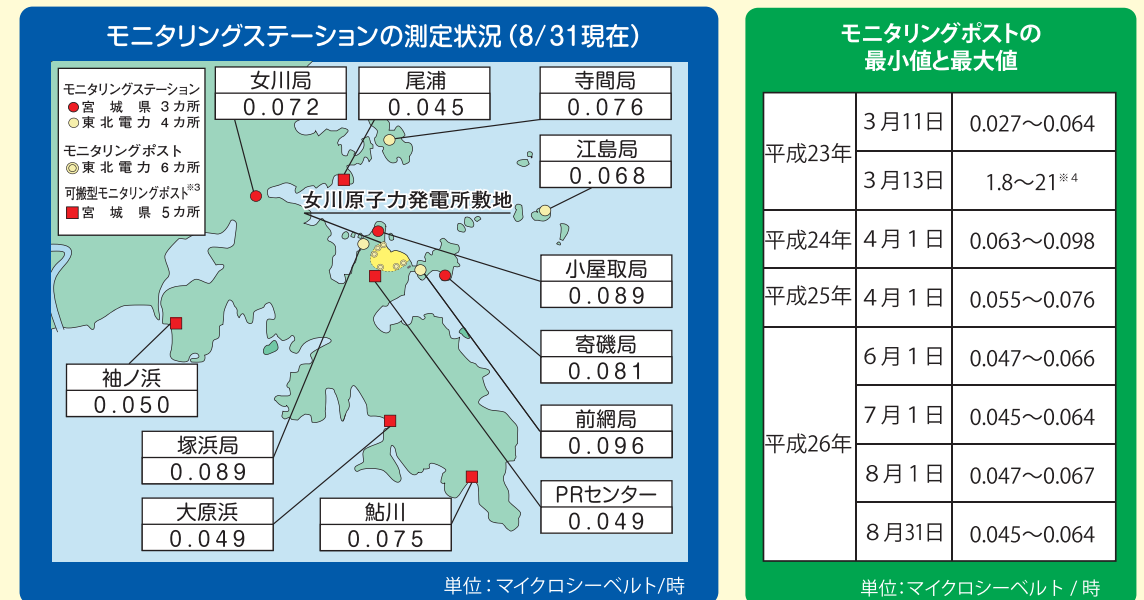 モニタリングステーションの測定状況（8/31現在）
モニタリングステーション
宮城県 3カ所
東北電力 4カ所
モニタリングポスト
東北電力 6カ所
可搬型モニタリングポスト※3
宮城県 5カ所
女川局
0.072
尾浦
0.045
寺間局
0.076
江島局
0.068
女川原子力発電所敷地
小屋取局
0.089
寄磯局
0.081
前網局
0.096
PRセンター
0.049
袖ノ浜
0.050
塚浜局
0.089
大原浜
0.049
鮎川
0.075
単位：マイクロシーベルト/時
モニタリングポストの
最小値と最大値
平成23年 3月11日 0.027〜0.064
3月13日 1.8〜21※4
平成24年 4月1日 0.063〜0.098
平成25年 4月1日 0.055〜0.076
平成26年 6月1日 0.047〜0.066
7月1日 0.045〜0.064
8月1日 0.047〜0.067
8月31日 0.045〜0.064
単位：マイクロシーベルト / 時